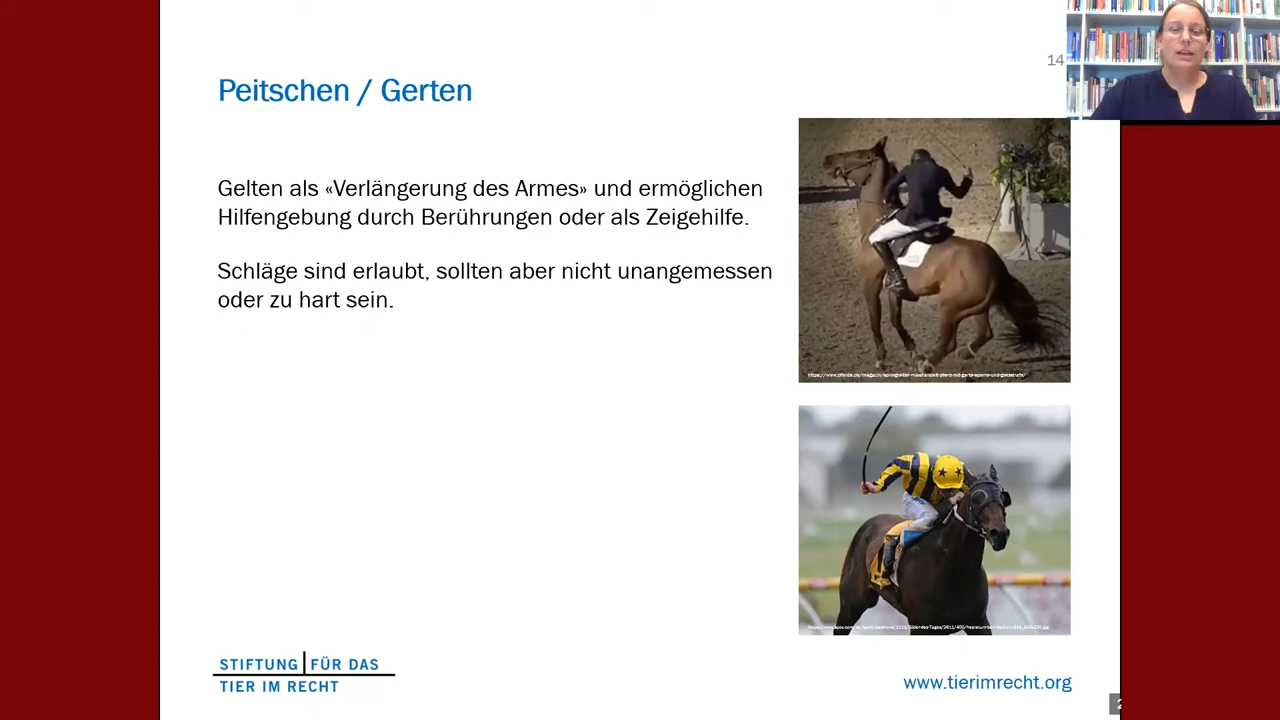 14
Peitschen / Gerten
Gelten als «Verlängerung des Armes» und ermöglichen
Hilfengebung durch Berührungen oder als Zeigehilfe.
Schläge sind erlaubt, sollten aber nicht unangemessen
oder zu hart sein.
STIFTUNG FÜR DAS
TIER IM RECHT
www.tierimrecht.org